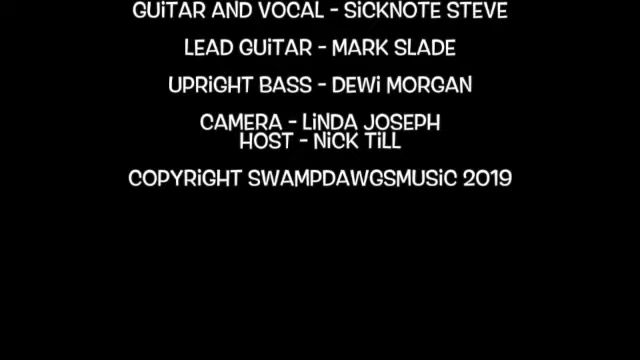 GUiTAR AND VOCAL - SiCKNOTE STEVE
LEAD GUiTAR - MARK SLADE
UPRiGHT BASS - DEWi MORGAN
CAMERA - LiNDA JOSEPH
HOST - NiCK TiLL
COPYRiGHT SWAMPDAWGSMUSiC 2019